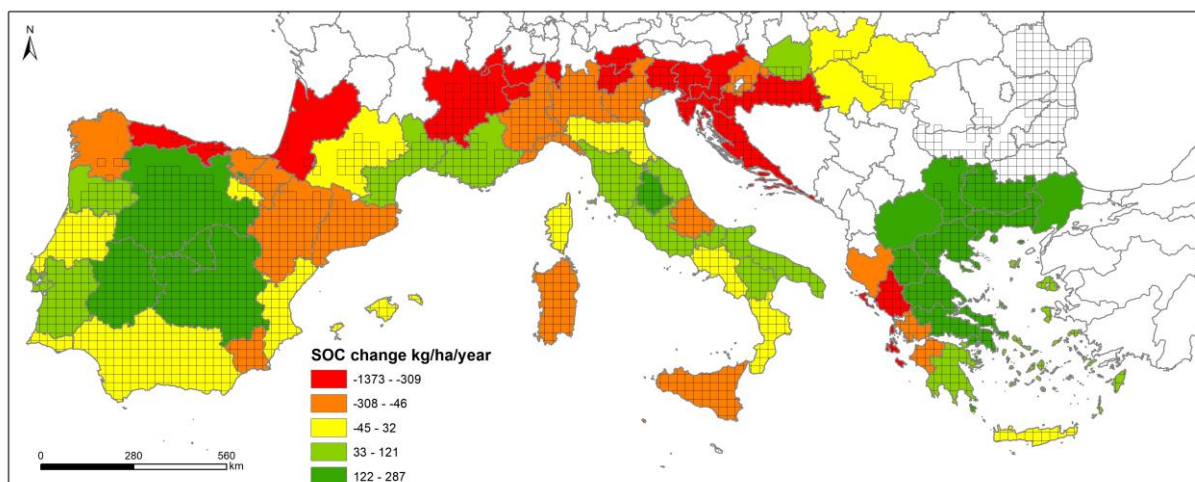 N
SOC change kg/ha/year
-1373 - -309
-308 - -46
-45 - 32
33 - 121
122 - 287
0 280 560
km